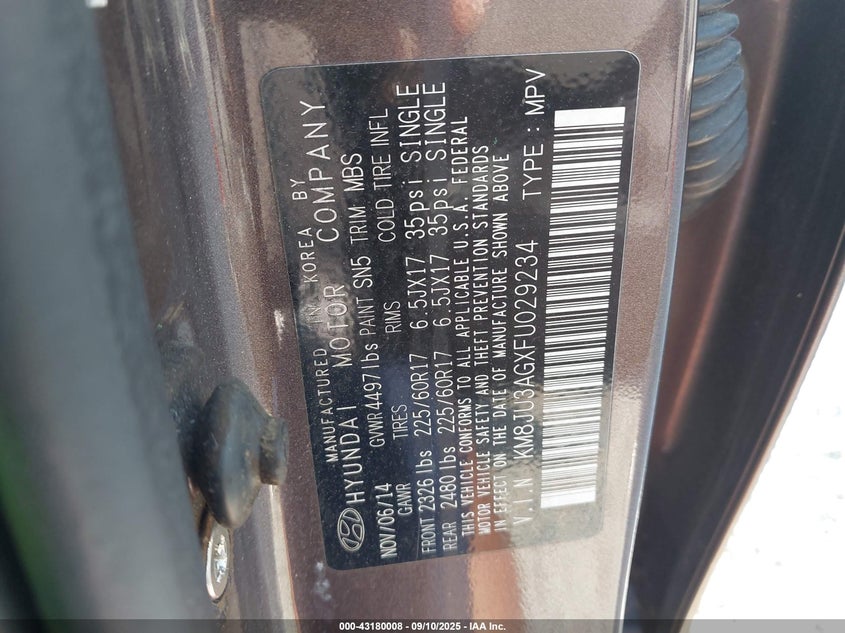 MANUFACTURED IN KOREA BY
HYUNDAI MOTOR COMPANY
NOV/06/14 GVWR 4497 lbs PAINT SN5 TRIM MBS
GAWR TIRES RIMS COLD TIRE INFL
FRONT 2326 lbs 225/60R17 6.5JX17 35psi SINGLE
REAR 2480 lbs 225/60R17 6.5JX17 35psi SINGLE
THIS VEHICLE CONFORMS TO ALL APPLICABLE U.S.A. FEDERAL
MOTOR VEHICLE SAFETY AND THEFT PREVENTION STANDARDS
IN EFFECT ON THE DATE OF MANUFACTURE SHOWN ABOVE
V.I.N KM8JU3AGXFU029234 TYPE : MPV
000-43180008 - 09/10/2025 - IAA Inc.